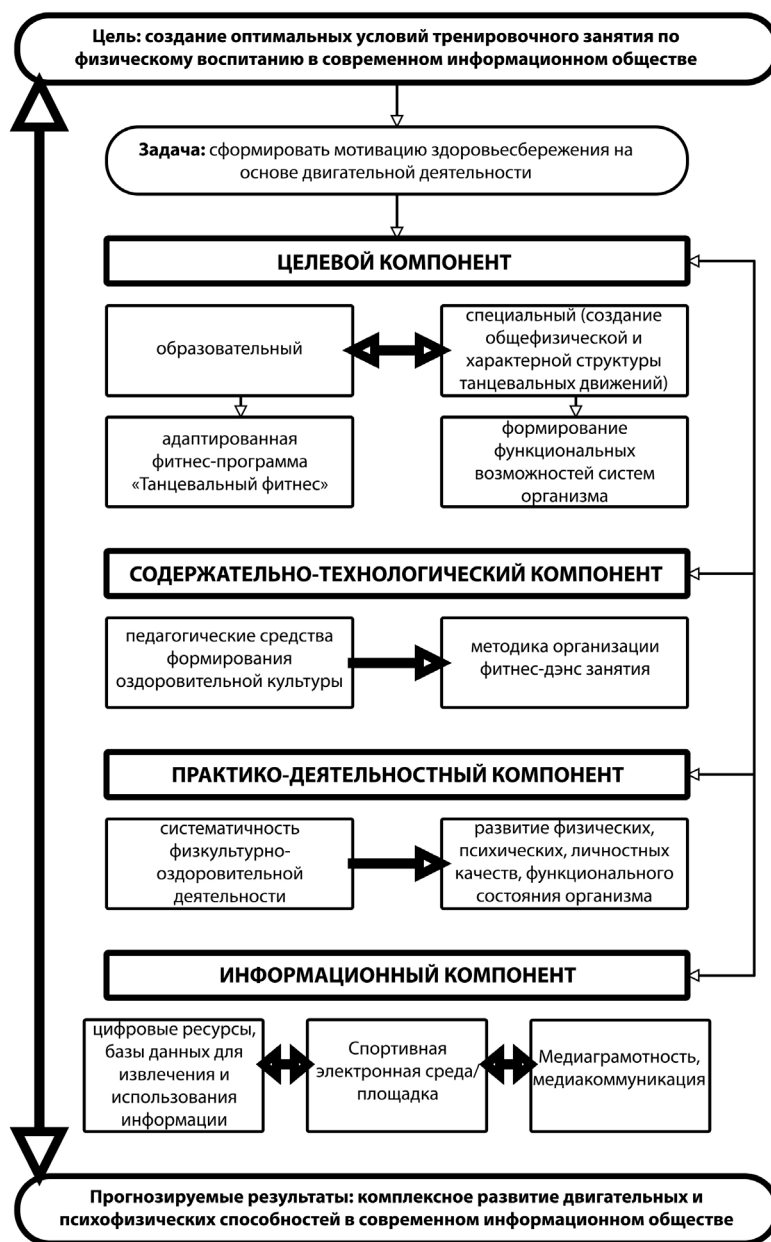 Цель: создание оптимальных условий тренировочного занятия по
физическому воспитанию в современном информационном обществе
Задача: сформировать мотивацию здоровьесбережения на
основе двигательной деятельности
ЦЕЛЕВОЙ КОМПОНЕНТ
образовательный
специальный (создание
общефизической и
характерной структуры
танцевальных движений)
адаптированная
фитнес-программа
«Танцевальный фитнес»
формирование
функциональных
возможностей систем
организма
СОДЕРЖАТЕЛЬНО-ТЕХНОЛОГИЧЕСКИЙ КОМПОНЕНТ
педагогические средства
формирования
оздоровительной культуры
методика организации
фитнес-дэнс занятия
ПРАКТИКО-ДЕЯТЕЛЬНОСТНЫЙ КОМПОНЕНТ
систематичность
физкультурно-
оздоровительной
деятельности
развитие физических,
психических, личностных
качеств, функционального
состояния организма
ИНФОРМАЦИОННЫЙ КОМПОНЕНТ
цифровые ресурсы,
базы данных для
извлечения и
использования
информации
Спортивная
электронная среда/
площадка
Медиаграмотность,
медиакоммуникация
Прогнозируемые результаты: комплексное развитие двигательных и
психофизических способностей в современном информационном обществе